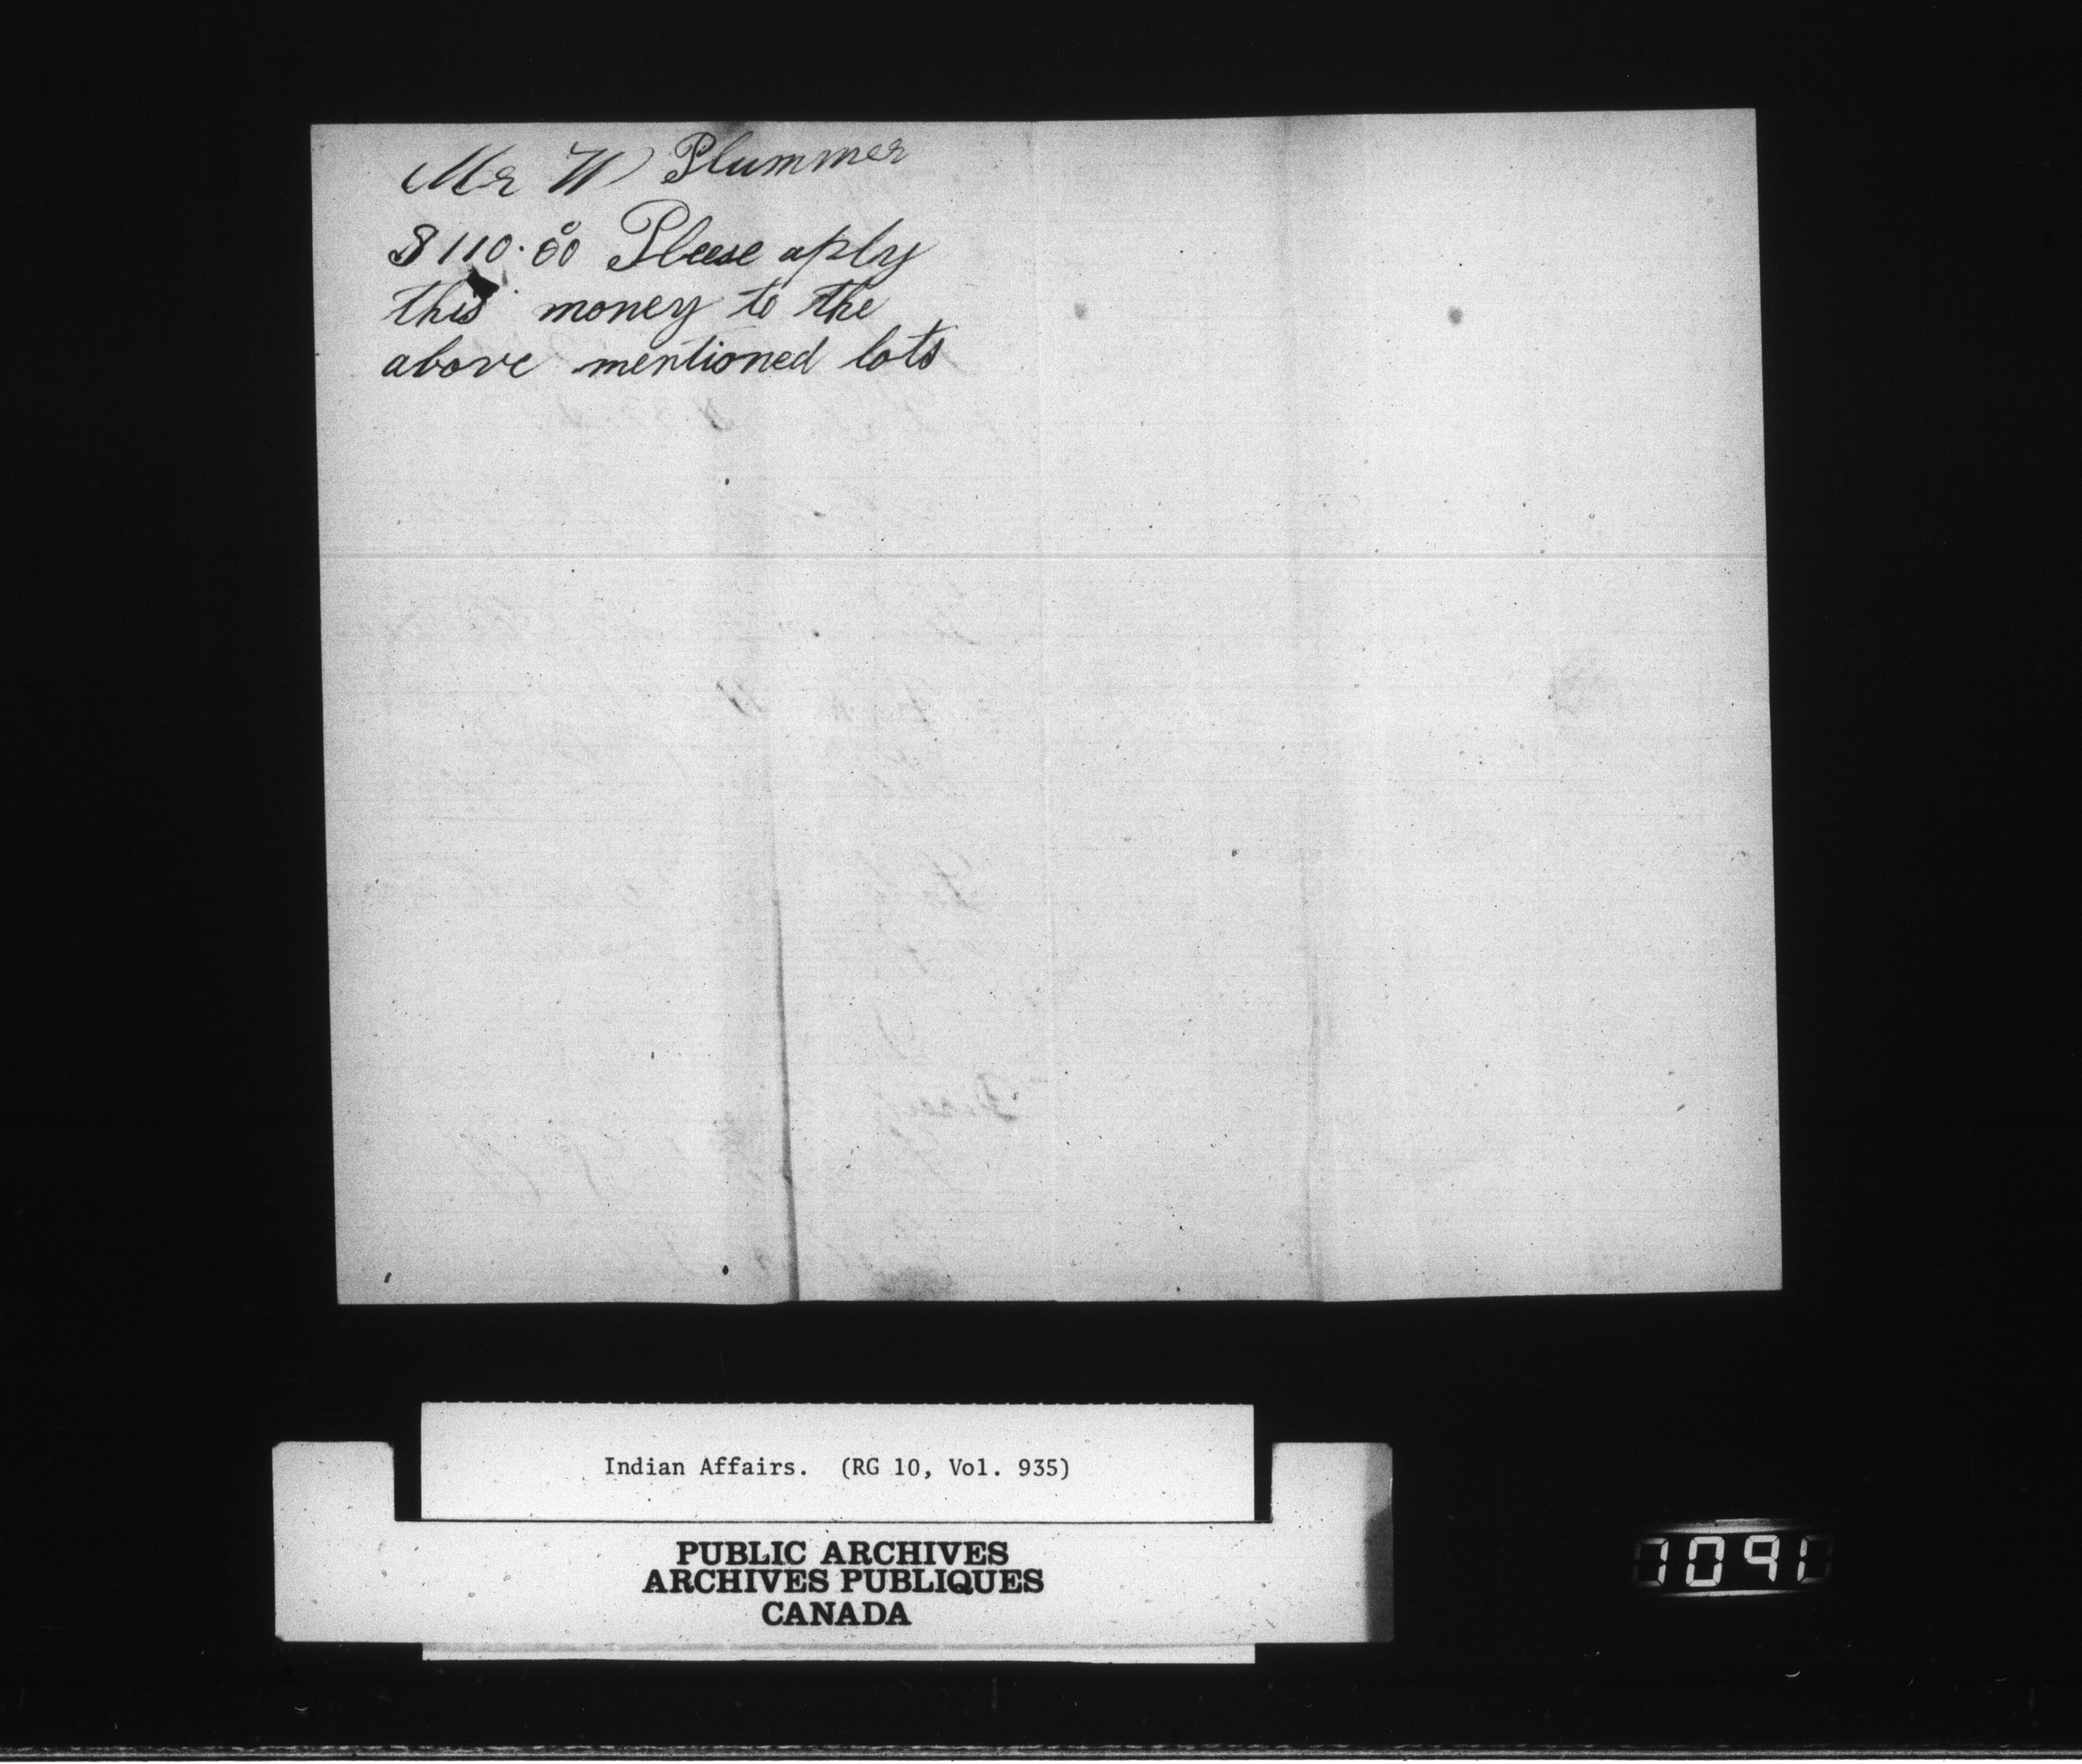 Mr W Plummer
$110.00 Pleese aply
this money to the
above mentioned lots
Indian Affairs. (RG 10, Vol. 935)
PUBLIC ARCHIVES
ARCHIVES PUBLIQUES
CANADA
1091